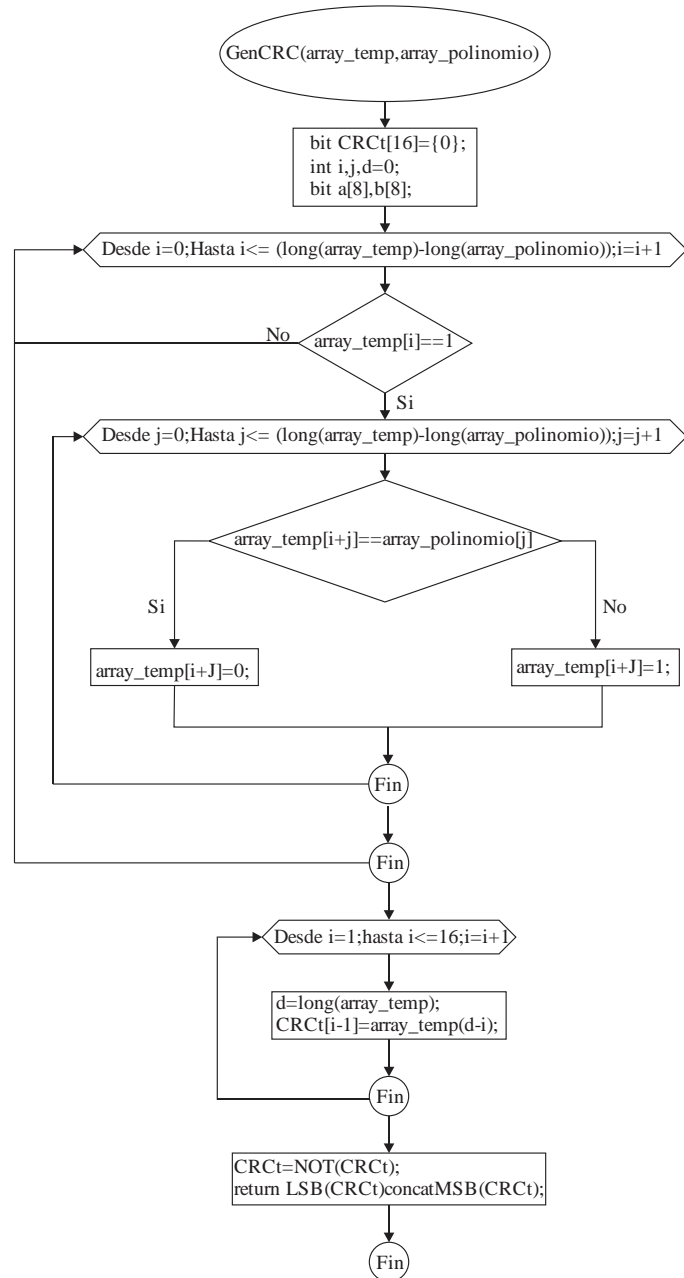 GenCRC(array_temp,array_polinomio)
bit CRCt[16]={0};
int i,j,d=0;
bit a[8],b[8];
Desde i=0;Hasta i<= (long(array_temp)-long(array_polinomio));i=i+1
No
array_temp[i]==1
Si
Desde j=0;Hasta j<= (long(array_temp)-long(array_polinomio));j=j+1
array_temp[i+j]==array_polinomio[j]
Si
No
array_temp[i+J]=0;
array_temp[i+J]=1;
Fin
Fin
Desde i=1;hasta i<=16;i=i+1
d=long(array_temp);
CRCt[i-1]=array_temp(d-i);
Fin
CRCt=NOT(CRCt);
return LSB(CRCt)concatMSB(CRCt);
Fin